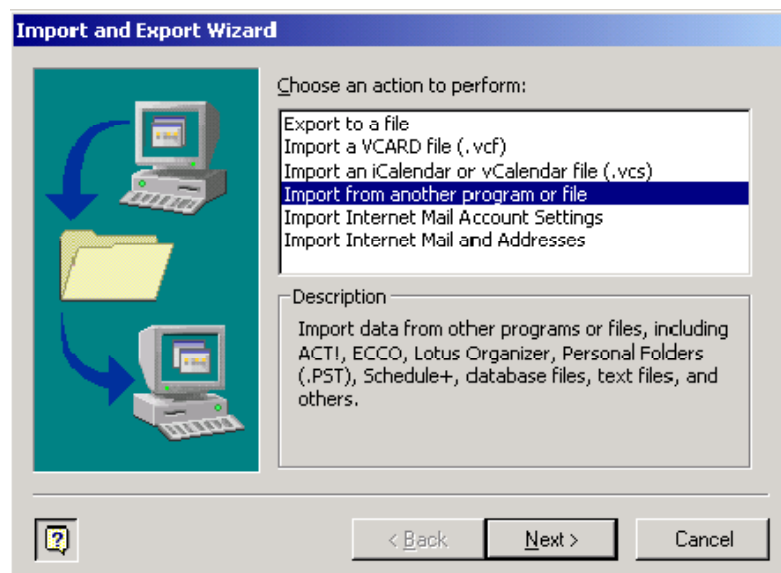 Import and Export Wizard
Choose an action to perform:
Export to a file
Import a VCARD file (.vcf)
Import an iCalendar or vCalendar file (.vcs)
Import from another program or file
Import Internet Mail Account Settings
Import Internet Mail and Addresses
Description
Import data from other programs or files, including
ACT!, ECCO, Lotus Organizer, Personal Folders
(.PST), Schedule+, database files, text files, and
others.
?
< Back
Next >
Cancel